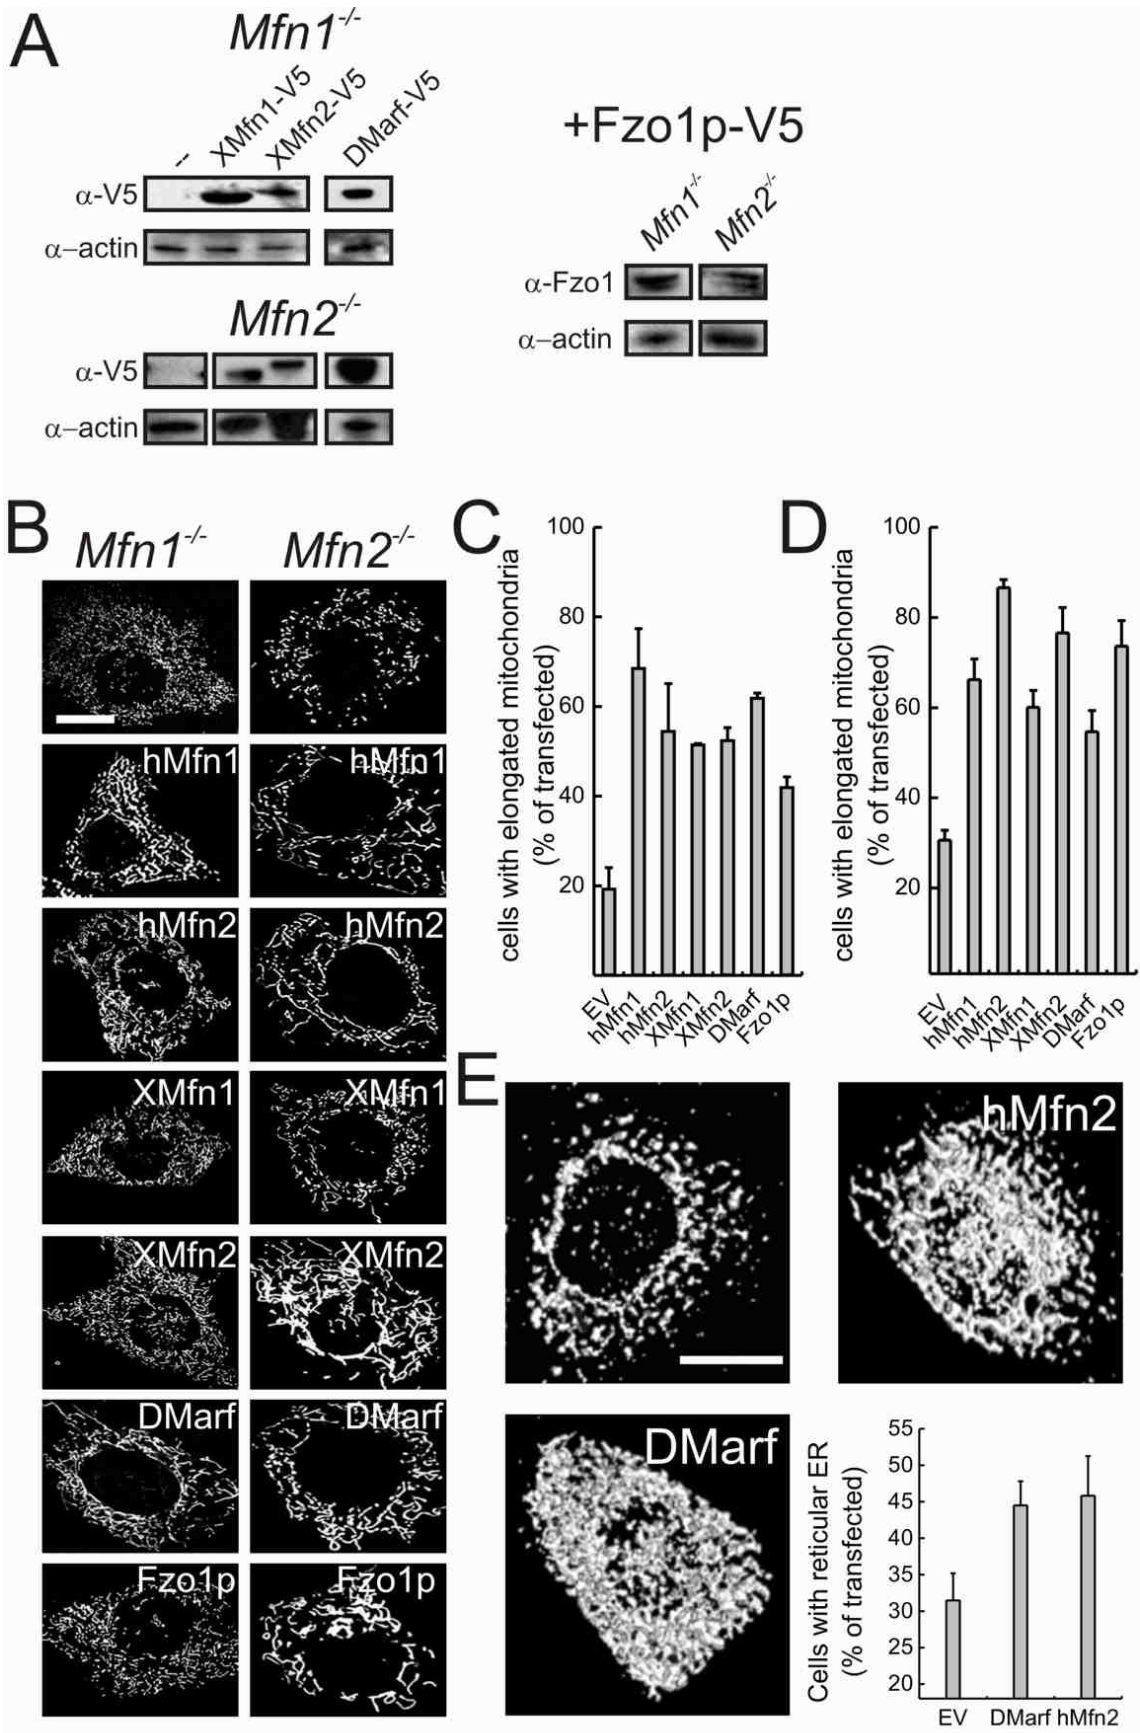 A
Mfn1-/-
--
XMfn1-V5
XMfn2-V5
DMarf-V5
α-V5
α–actin
Mfn2-/-
α-V5
α–actin
+Fzo1p-V5
Mfn1-/-
Mfn2-/-
α-Fzo1
α–actin
B
Mfn1-/- Mfn2-/-
hMfn1 hMfn1
hMfn2 hMfn2
XMfn1 XMfn1
XMfn2 XMfn2
DMarf DMarf
Fzo1p Fzo1p
C
cells with elongated mitochondria
(% of transfected)
100
80
60
40
20
EV
hMfn1
hMfn2
XMfn1
XMfn2
DMarf
Fzo1p
D
cells with elongated mitochondria
(% of transfected)
100
80
60
40
20
EV
hMfn1
hMfn2
XMfn1
XMfn2
DMarf
Fzo1p
E
hMfn2
DMarf
Cells with reticular ER
(% of transfected)
55
50
45
40
35
30
25
20
EV DMarf hMfn2